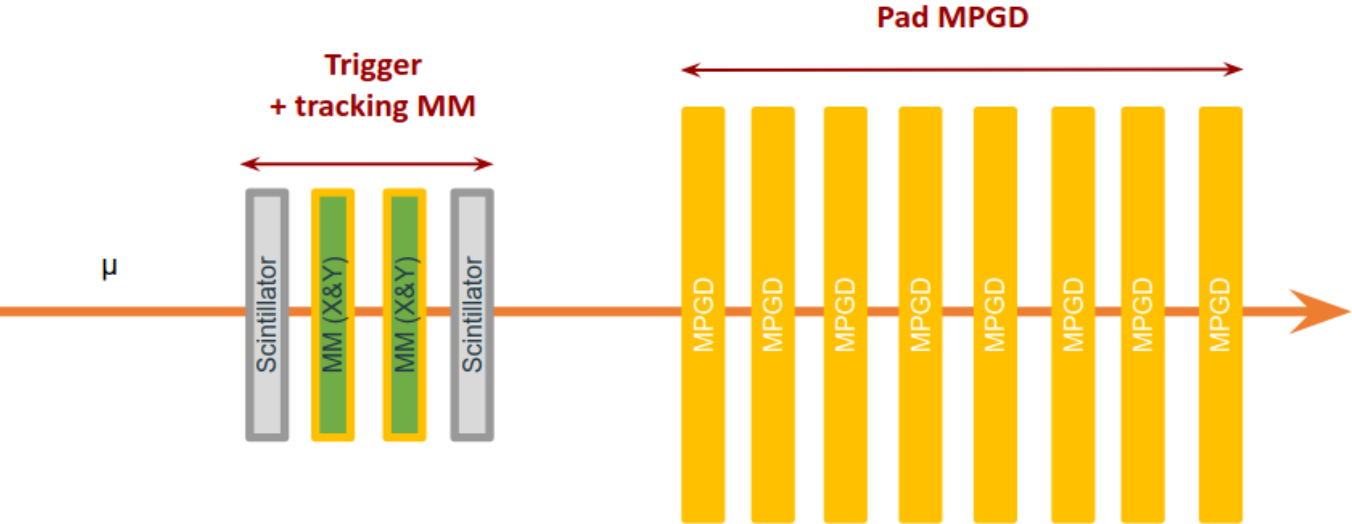 Pad MPGD
Trigger
+ tracking MM
μ
Scintillator
MM (X&Y)
MM (X&Y)
Scintillator
MPGD
MPGD
MPGD
MPGD
MPGD
MPGD
MPGD
MPGD